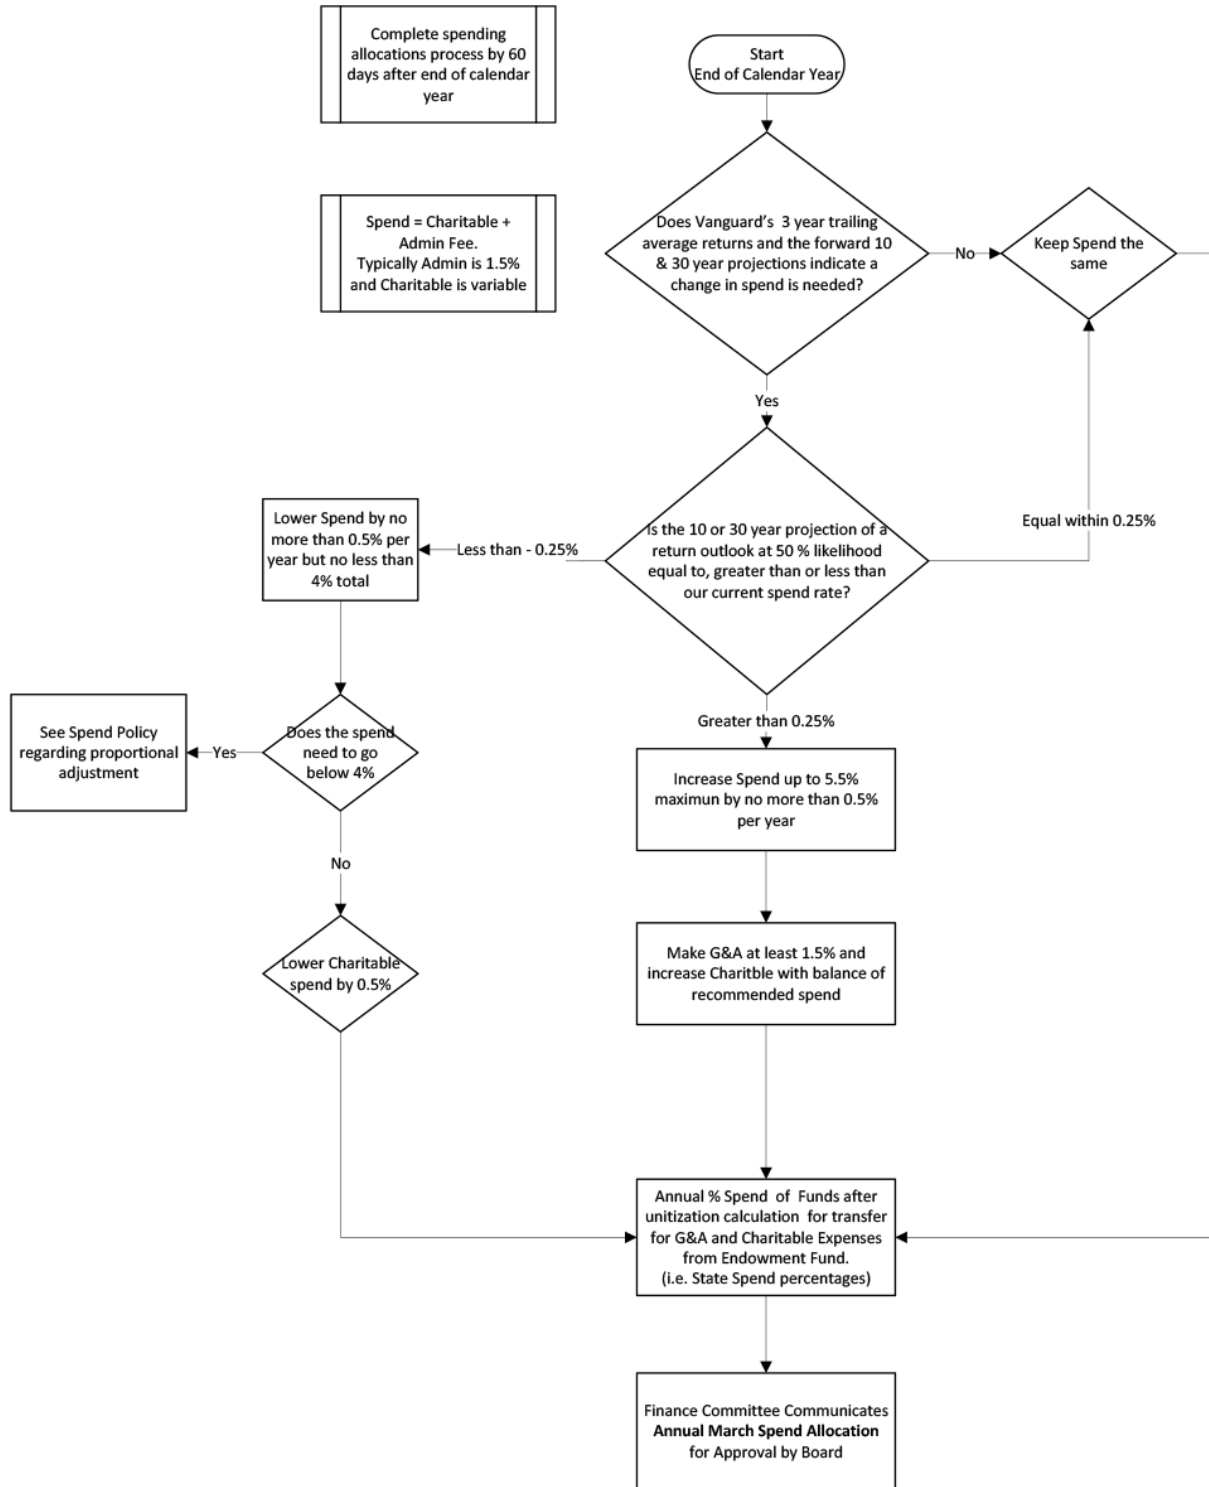 Complete spending
allocations process by 60
days after end of calendar
year
Start
End of Calendar Year
Spend = Charitable +
Admin Fee.
Typically Admin is 1.5%
and Charitable is variable
Does Vanguard's 3 year trailing
average returns and the forward 10
& 30 year projections indicate a
change in spend is needed?
No
Keep Spend the
same
Yes
Lower Spend by no
more than 0.5% per
year but no less than
4% total
Less than - 0.25%
Is the 10 or 30 year projection of a
return outlook at 50 % likelihood
equal to, greater than or less than
our current spend rate?
Equal within 0.25%
See Spend Policy
regarding proportional
adjustment
Yes
Does the spend
need to go
below 4%
Greater than 0.25%
Increase Spend up to 5.5%
maximun by no more than 0.5%
per year
No
Lower Charitable
spend by 0.5%
Make G&A at least 1.5% and
increase Charitble with balance of
recommended spend
Annual % Spend of Funds after
unitization calculation for transfer
for G&A and Charitable Expenses
from Endowment Fund.
(i.e. State Spend percentages)
Finance Committee Communicates
Annual March Spend Allocation
for Approval by Board